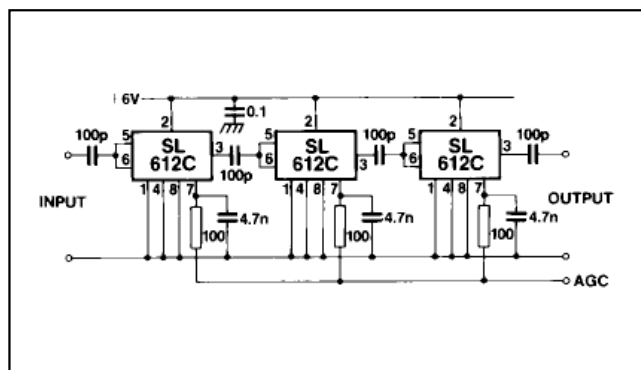 +6V
0.1
2
2
2
100p
5
6
SL
612C
3
100p
5
6
SL
612C
3
100p
5
6
SL
612C
3
100p
INPUT
1 4 8 7
4.7n
100
1 4 8 7
4.7n
100
1 4 8 7
4.7n
100
OUTPUT
AGC